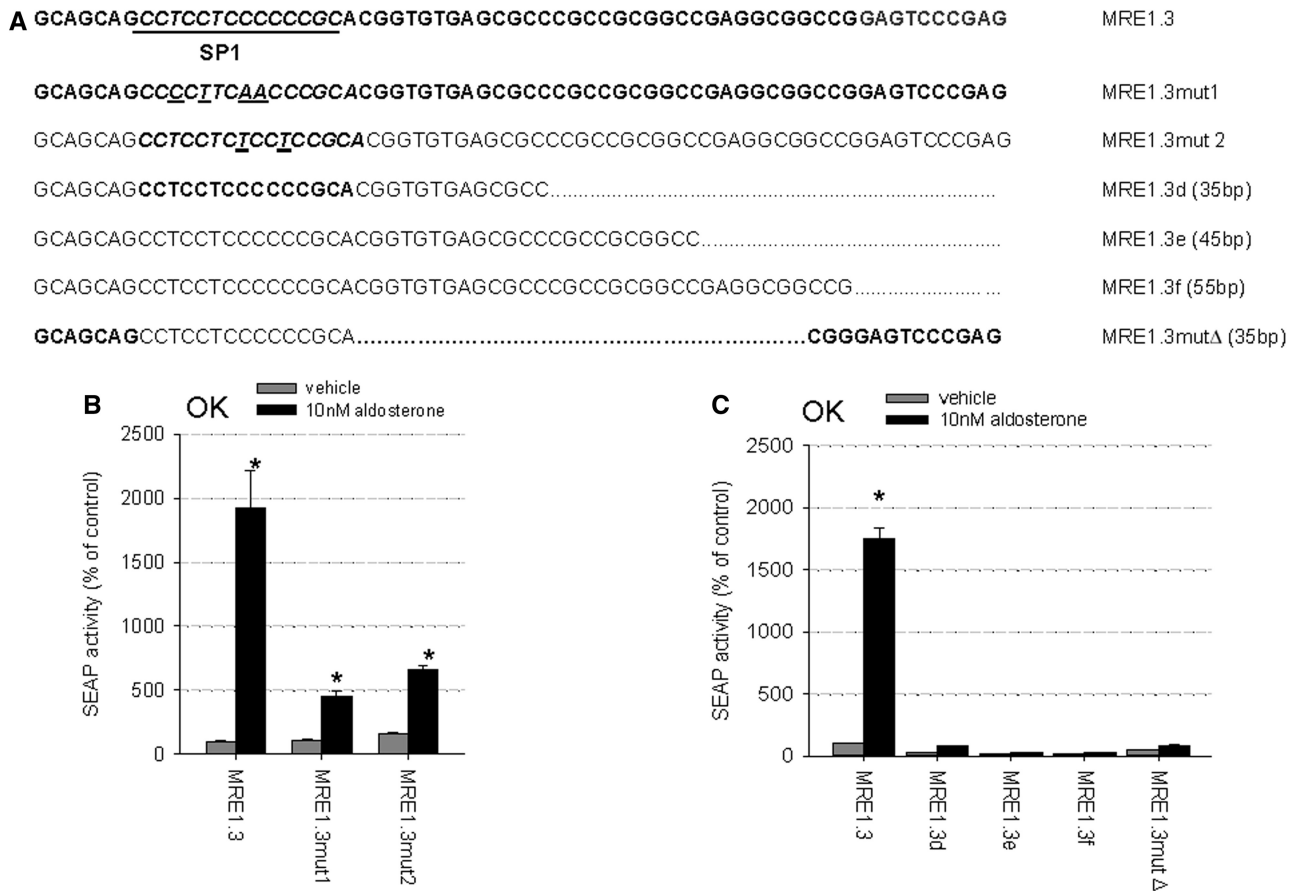 A GCAGCAGCCTCCTCCCCCCGCACGGTGTGAGCGCCCGCCGCGGCCGAGGCGGCCGGAGTCCCGAG MRE1.3
SP1
GCAGCAGCCCCTTCAACCCGCACGGTGTGAGCGCCCGCCGCGGCCGAGGCGGCCGGAGTCCCGAG MRE1.3mut1
GCAGCAGCCTCCTCTCCTCCGCACGGTGTGAGCGCCCGCCGCGGCCGAGGCGGCCGGAGTCCCGAG MRE1.3mut 2
GCAGCAGCCTCCTCCCCCCGCACGGTGTGAGCGCC................................ MRE1.3d (35bp)
GCAGCAGCCTCCTCCCCCCGCACGGTGTGAGCGCCCGCCGCGGCC................................ MRE1.3e (45bp)
GCAGCAGCCTCCTCCCCCCGCACGGTGTGAGCGCCCGCCGCGGCCGAGGCGGCCG...................... ... MRE1.3f (55bp)
GCAGCAGCCTCCTCCCCCCGCA................................CGGGAGTCCCGAG MRE1.3mutΔ (35bp)
B
OK
vehicle
10nM aldosterone
SEAP activity (% of control)
2500
2000
1500
1000
500
0
*
*
*
MRE1.3
MRE1.3mut1
MRE1.3mut2
C
OK
vehicle
10nM aldosterone
SEAP activity (% of control)
2500
2000
1500
1000
500
0
*
MRE1.3
MRE1.3d
MRE1.3e
MRE1.3f
MRE1.3mut Δ